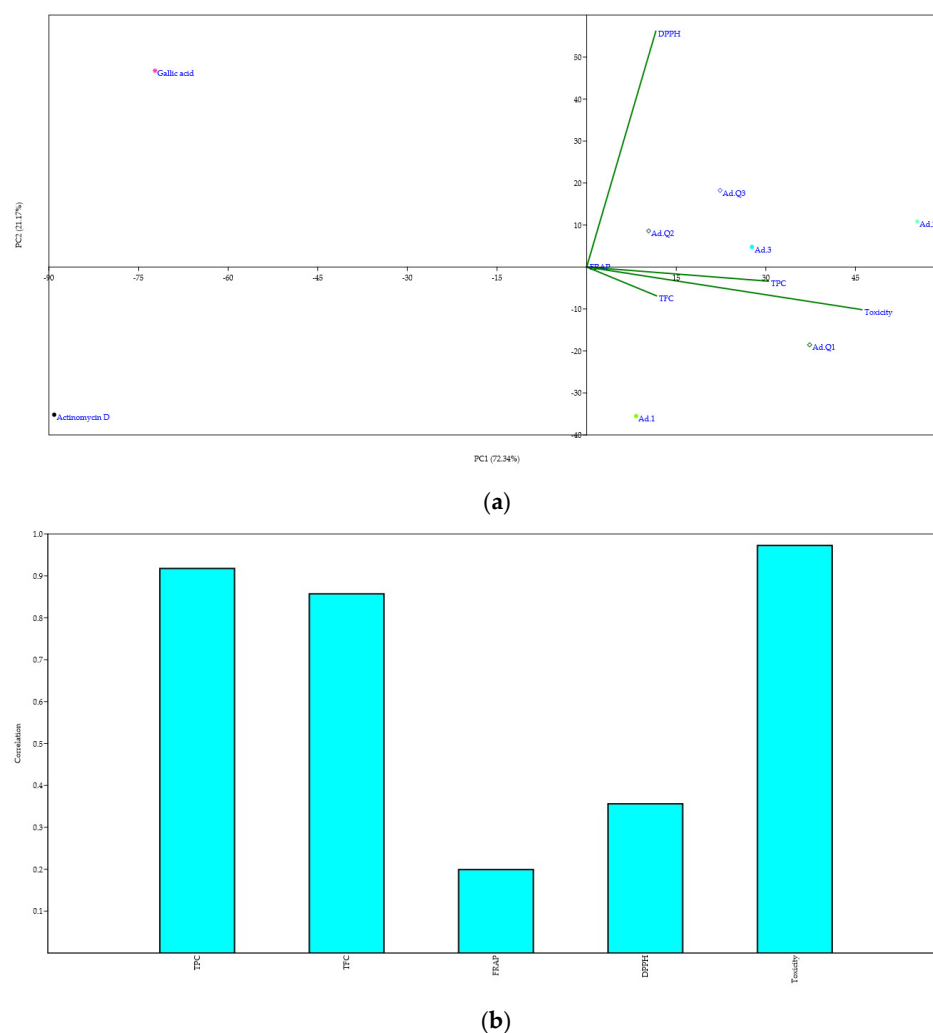 50
DPPH
Gallic acid
40
30
20
Ad.Q3
10
Ad.Q2
Ad.
Ad.3
PC2 (21.17%)
-90 -75 -60 -45 -30 -15 15 30 45
FRAP
TPC
TFC
Toxicity
-10
Ad.Q1
-20
-30
Ad.1
Actinomycin D
-40
PC1 (72.34%)
(a)
1.0
0.9
0.8
0.7
0.6
0.5
0.4
0.3
0.2
0.1
Correlation
TPC
TFC
FRAP
DPPH
Toxicity
(b)